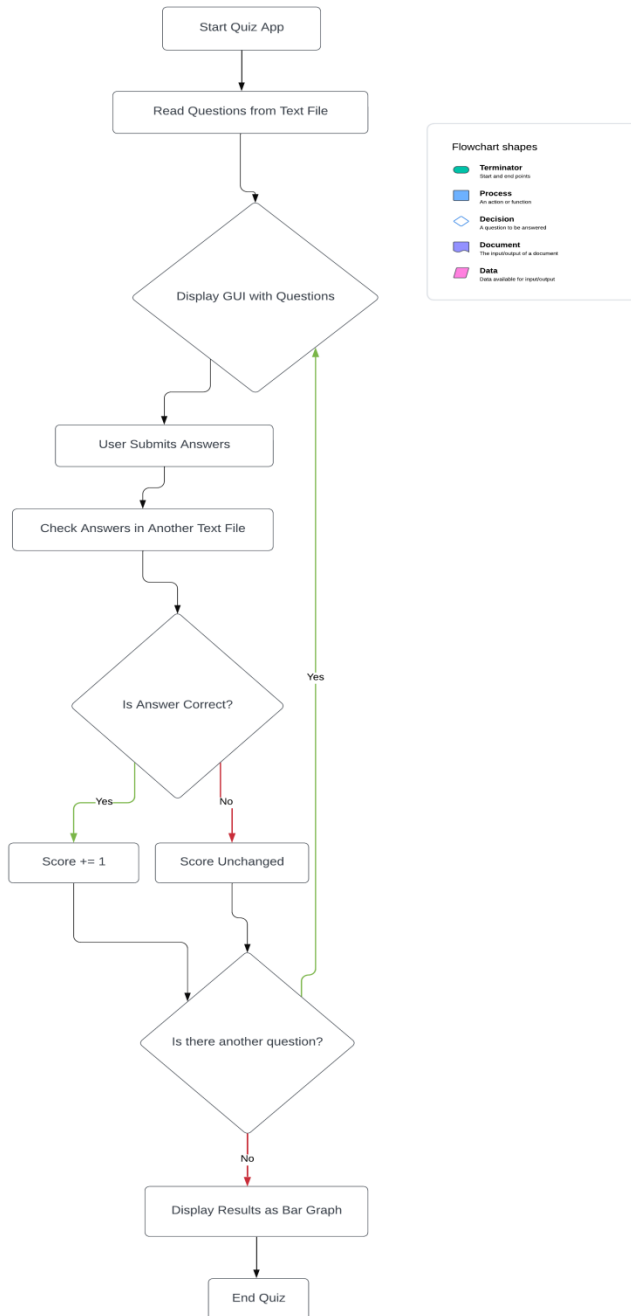 Start Quiz App
Read Questions from Text File
Flowchart shapes
Terminator
Start and end points
Process
An action or function
Decision
A question to be answered
Document
The input/output of a document
Data
Data available for input/output
Display GUI with Questions
User Submits Answers
Check Answers in Another Text File
Yes
Is Answer Correct?
Yes
No
Score += 1
Score Unchanged
Is there another question?
No
Display Results as Bar Graph
End Quiz